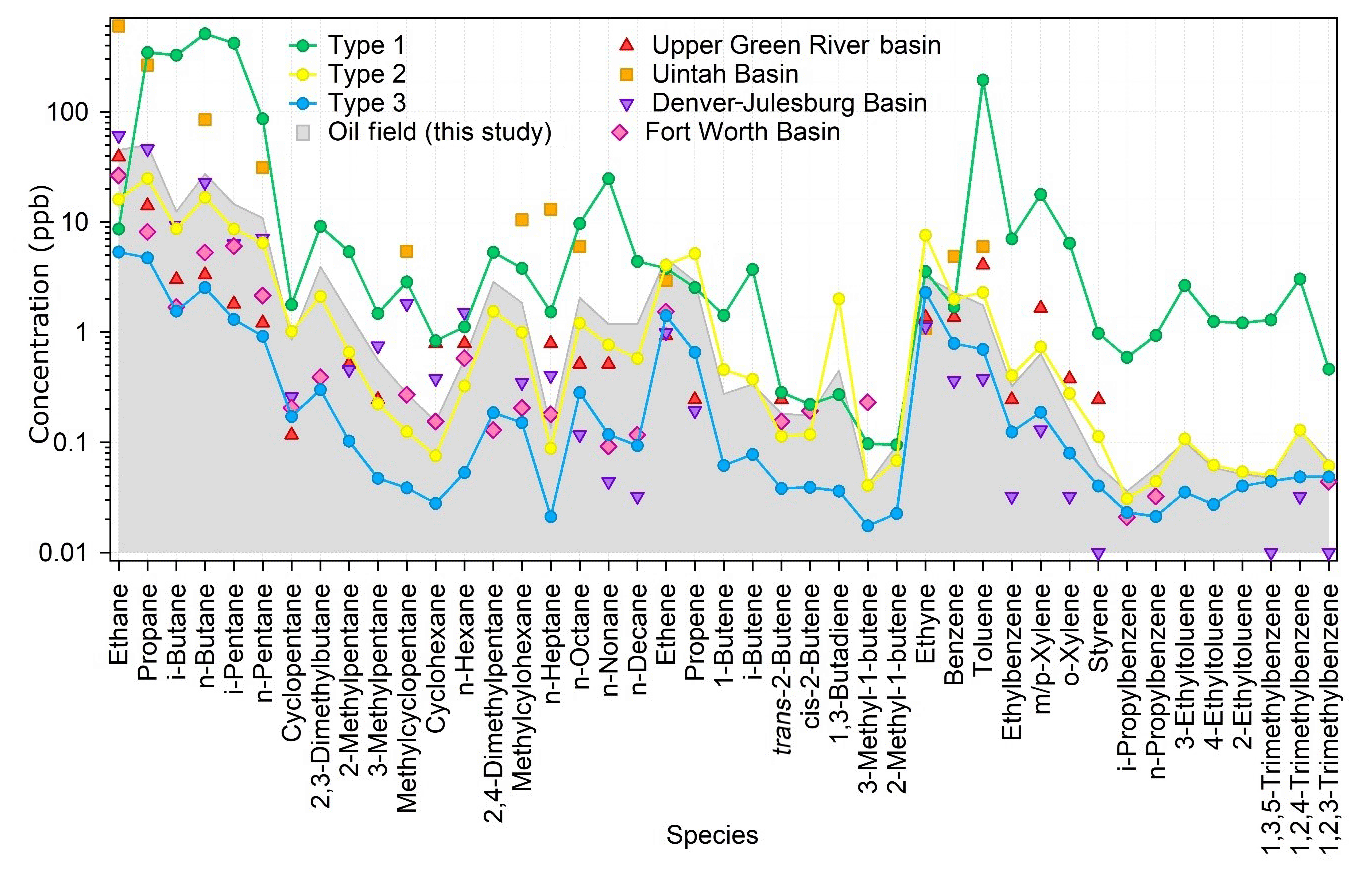 Type 1
Type 2
Type 3
Oil field (this study)
Upper Green River basin
Uintah Basin
Denver-Julesburg Basin
Fort Worth Basin
Concentration (ppb)
100
10
1
0.1
0.01
Ethane
Propane
i-Butane
n-Butane
i-Pentane
n-Pentane
Cyclopentane
2,3-Dimethylbutane
2-Methylpentane
3-Methylpentane
Methylcyclopentane
Cyclohexane
n-Hexane
2,4-Dimethylpentane
Methylcylohexane
n-Heptane
n-Octane
n-Nonane
n-Decane
Ethene
Propene
1-Butene
i-Butene
trans-2-Butene
cis-2-Butene
1,3-Butadiene
3-Methyl-1-butene
2-Methyl-1-butene
Ethyne
Benzene
Toluene
Ethylbenzene
m/p-Xylene
o-Xylene
Styrene
i-Propylbenzene
n-Propylbenzene
3-Ethyltoluene
4-Ethyltoluene
2-Ethyltoluene
1,3,5-Trimethylbenzene
1,2,4-Trimethylbenzene
1,2,3-Trimethylbenzene
Species